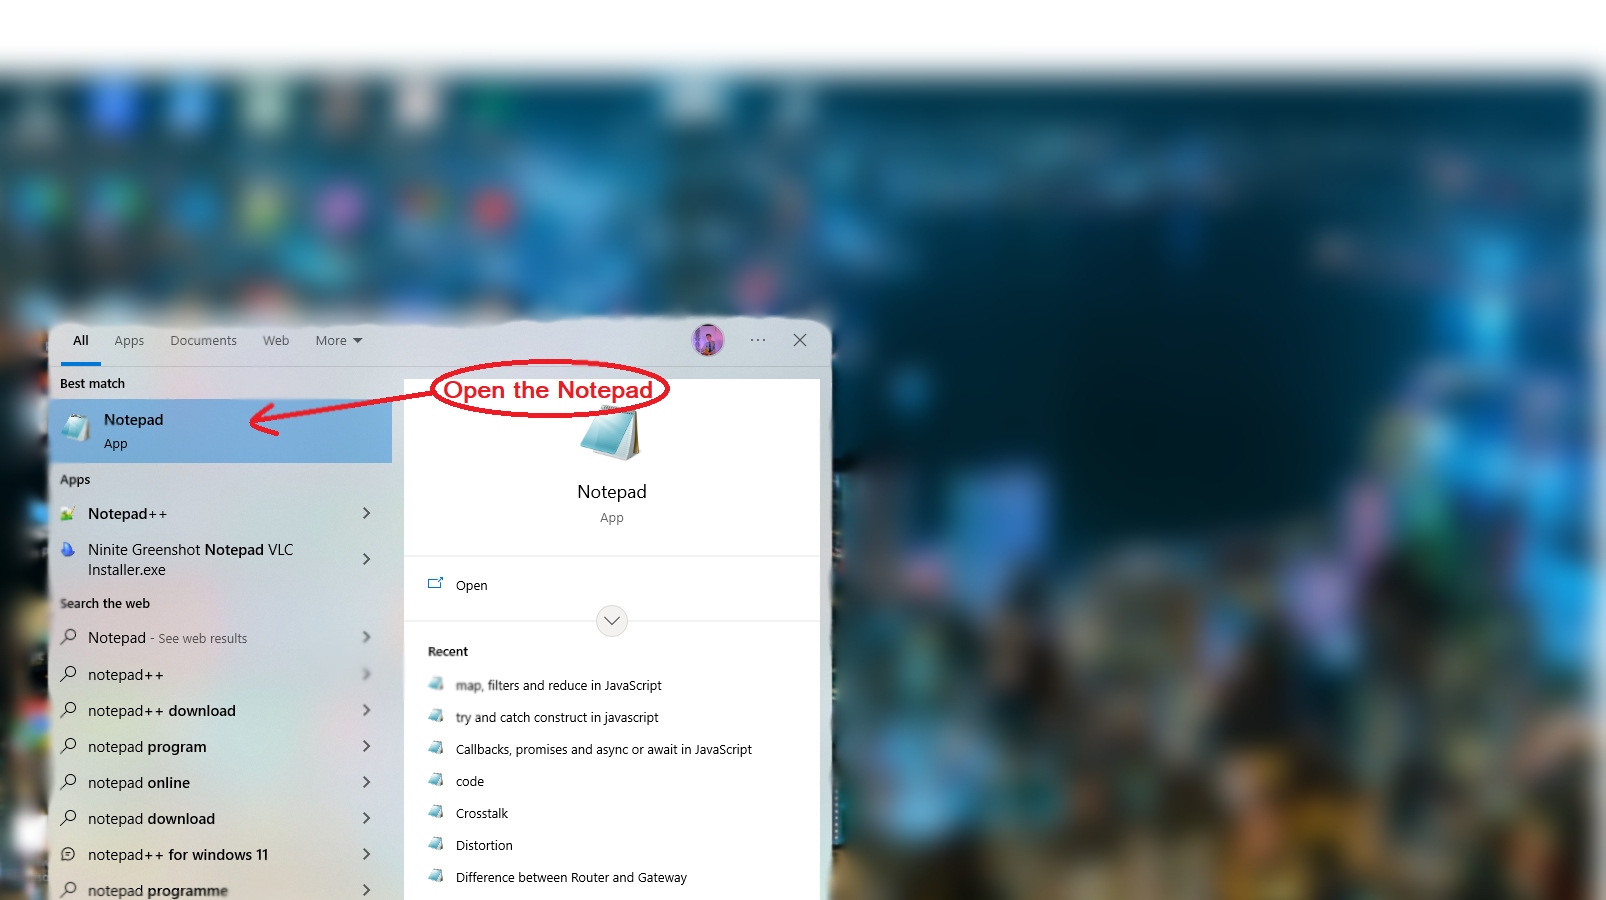 All Apps Documents Web More
Best match
Open the Notepad
Notepad
App
Notepad
App
Apps
Notepad++
Ninite Greenshot Notepad VLC
Installer.exe
Search the web
Notepad - See web results
notepad++
notepad++ download
notepad program
notepad online
notepad download
notepad++ for windows 11
notepad programme
Open
Recent
map, filters and reduce in JavaScript
try and catch construct in javascript
Callbacks, promises and async or await in JavaScript
code
Crosstalk
Distortion
Difference between Router and Gateway